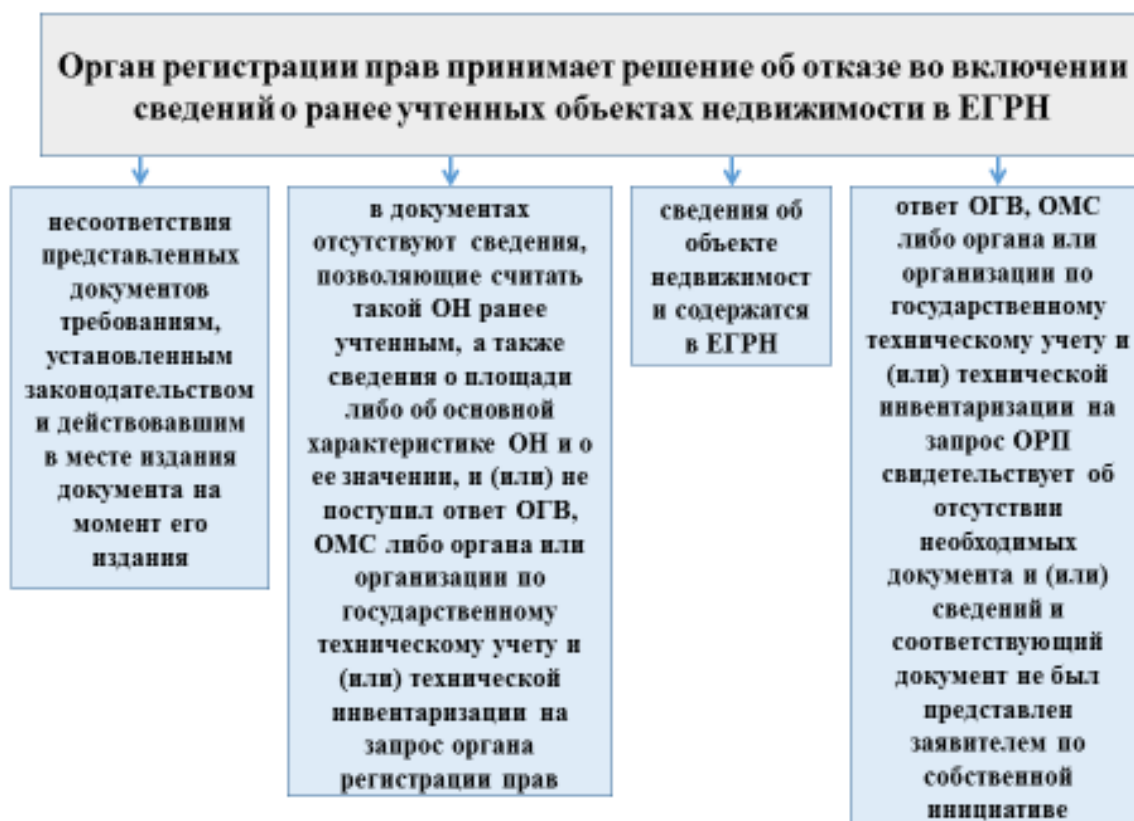 Орган регистрации прав принимает решение об отказе во включении
сведений о ранее учтенных объектах недвижимости в ЕГРН
несоответствия
представленных
документов
требованиям,
установленным
законодательством
и действовавшим
в месте издания
документа на
момент его
издания
в документах
отсутствуют сведения,
позволяющие считать
такой ОН ранее
учтенным, а также
сведения о площади
либо об основной
характеристике ОН и о
ее значении, и (или) не
поступил ответ ОГВ,
ОМС либо органа или
организации по
государственному
техническому учету и
(или) технической
инвентаризации на
запрос органа
регистрации прав
сведения об
объекте
недвижимост
и содержатся
в ЕГРН
ответ ОГВ, ОМС
либо органа или
организации по
государственному
техническому учету и
(или) технической
инвентаризации на
запрос ОРП
свидетельствует об
отсутствии
необходимых
документа и (или)
сведений и
соответствующий
документ не был
представлен
заявителем по
собственной
инициативе